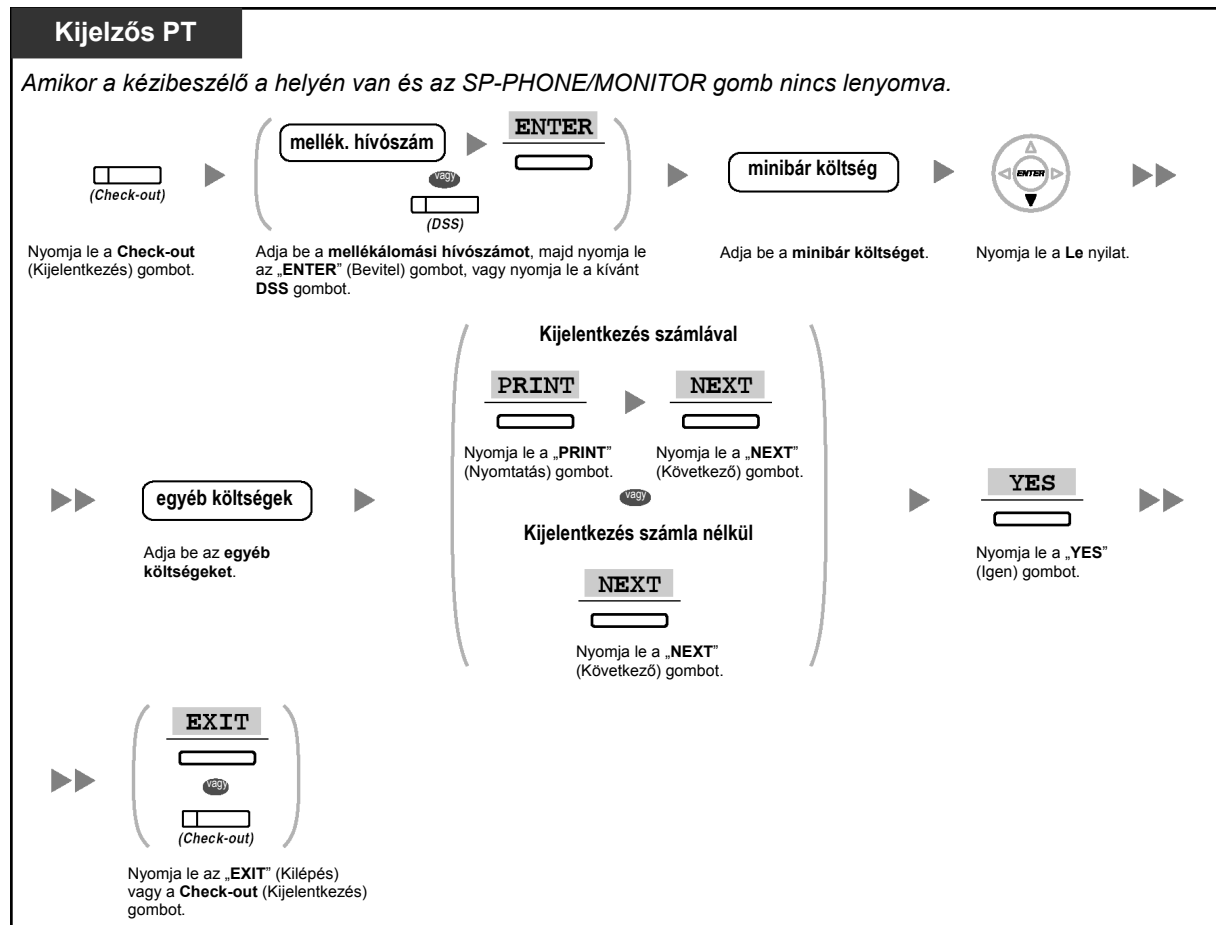 Kijelzős PT
Amikor a kézibeszélő a helyén van és az SP-PHONE/MONITOR gomb nincs lenyomva.
(Check-out)
Nyomja le a Check-out
(Kijelentkezés) gombot.
mellék. hívószám
ENTER
vagy
(DSS)
Adja be a mellékálomási hívószámot, majd nyomja le
az „ENTER” (Bevitel) gombot, vagy nyomja le a kívánt
DSS gombot.
minibár költség
Adja be a minibár költséget.
ENTER
Nyomja le a Le nyilat.
egyéb költségek
Adja be az egyéb
költségeket.
Kijelentkezés számlával
PRINT
Nyomja le a „PRINT”
(Nyomtatás) gombot.
NEXT
Nyomja le a „NEXT”
(Következő) gombot.
vagy
Kijelentkezés számla nélkül
NEXT
Nyomja le a „NEXT”
(Következő) gombot.
YES
Nyomja le a „YES”
(Igen) gombot.
EXIT
vagy
(Check-out)
Nyomja le az „EXIT” (Kilépés)
vagy a Check-out (Kijelentkezés)
gombot.